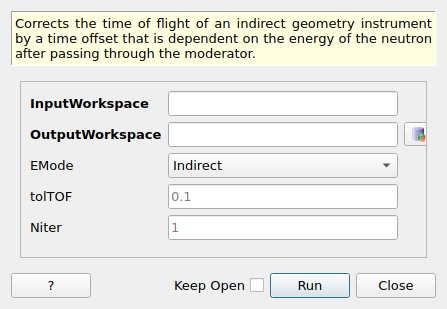 Corrects the time of flight of an indirect geometry instrument
by a time offset that is dependent on the energy of the neutron
after passing through the moderator.
InputWorkspace
OutputWorkspace
EMode Indirect
tolTOF 0.1
Niter 1
? Keep Open Run Close